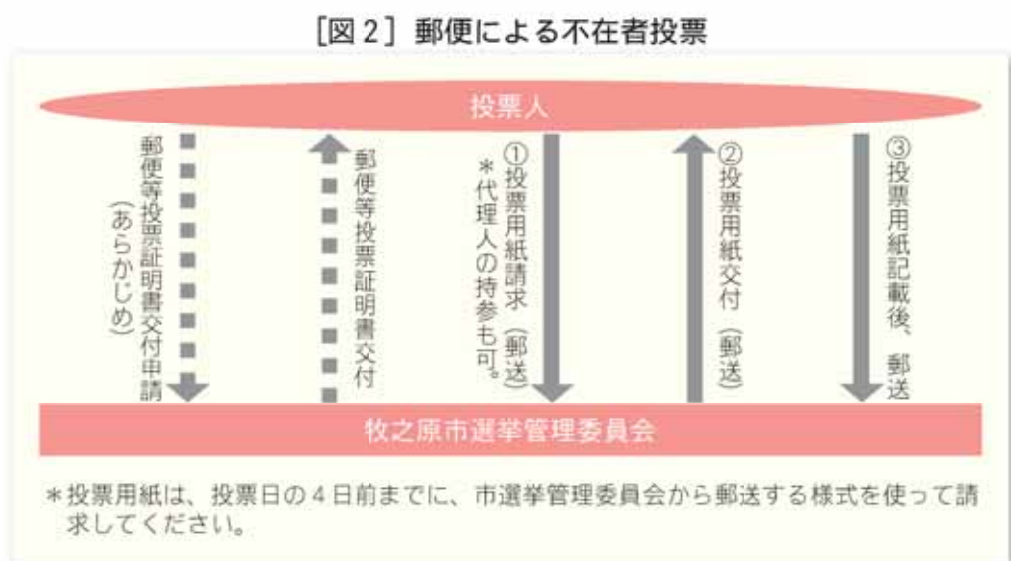 ［図２］郵便による不在者投票
投票人
郵便等投票証明書交付申請
（あらかじめ）
郵便等投票証明書交付
①投票用紙請求（郵送）
＊代理人の持参も可。
②投票用紙交付（郵送）
③投票用紙記載後、郵送
牧之原市選挙管理委員会
＊投票用紙は、投票日の４日前までに、市選挙管理委員会から郵送する様式を使って請
求してください。